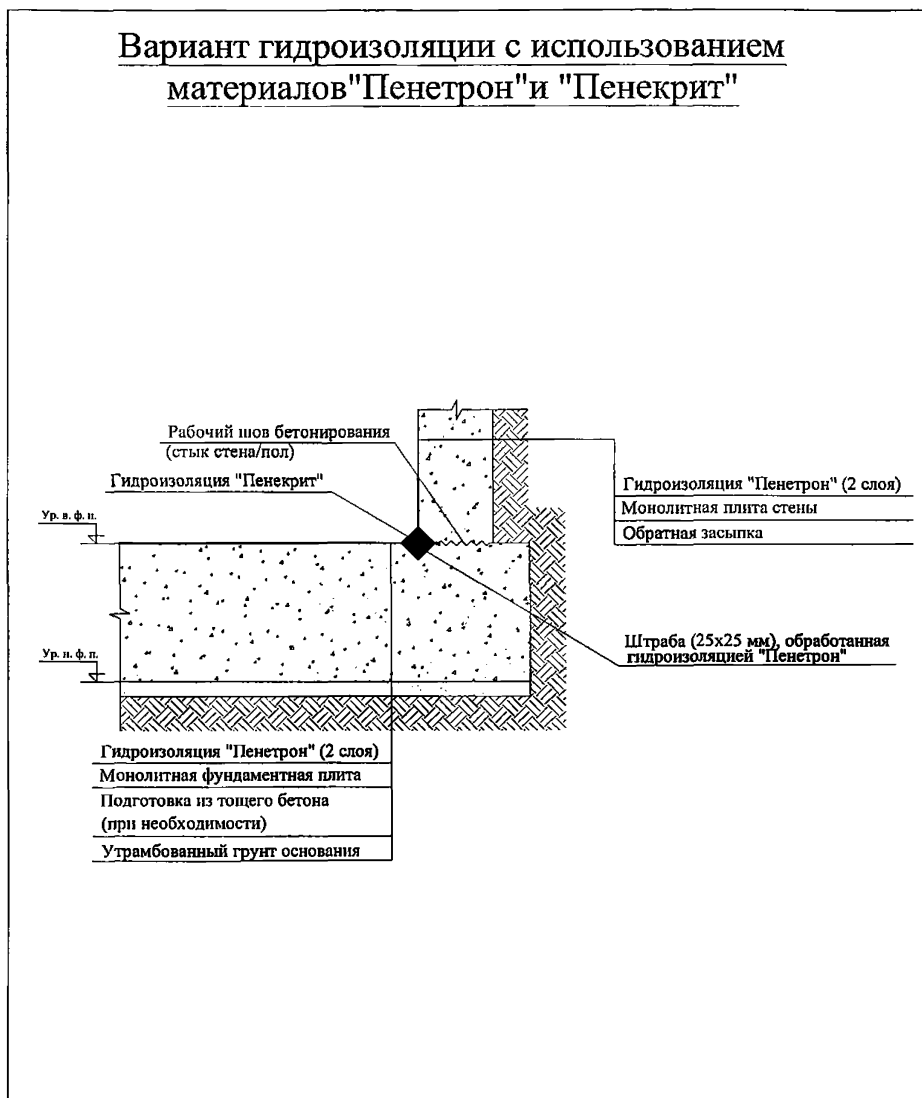 Вариант гидроизоляции с использованием
материалов"Пенетрон"и "Пенекрит"
Рабочий шов бетонирования
(стык стена/пол)
Гидроизоляция "Пенекрит"
Ур. в. ф. п.
Гидроизоляция "Пенетрон" (2 слоя)
Монолитная плита стены
Обратная засыпка
Штраба (25х25 мм), обработанная
гидроизоляцией "Пенетрон"
Ур. н. ф. п.
Гидроизоляция "Пенетрон" (2 слоя)
Монолитная фундаментная плита
Подготовка из тощего бетона
(при необходимости)
Утрамбованный грунт основания